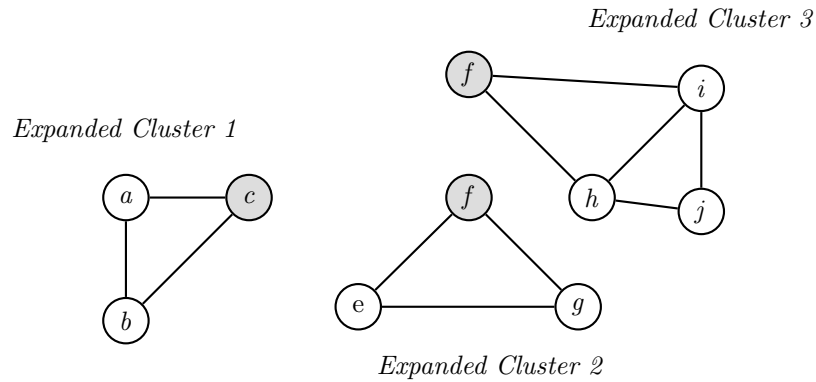 Expanded Cluster 3
f
i
Expanded Cluster 1
a
c
f
h
j
b
e
g
Expanded Cluster 2